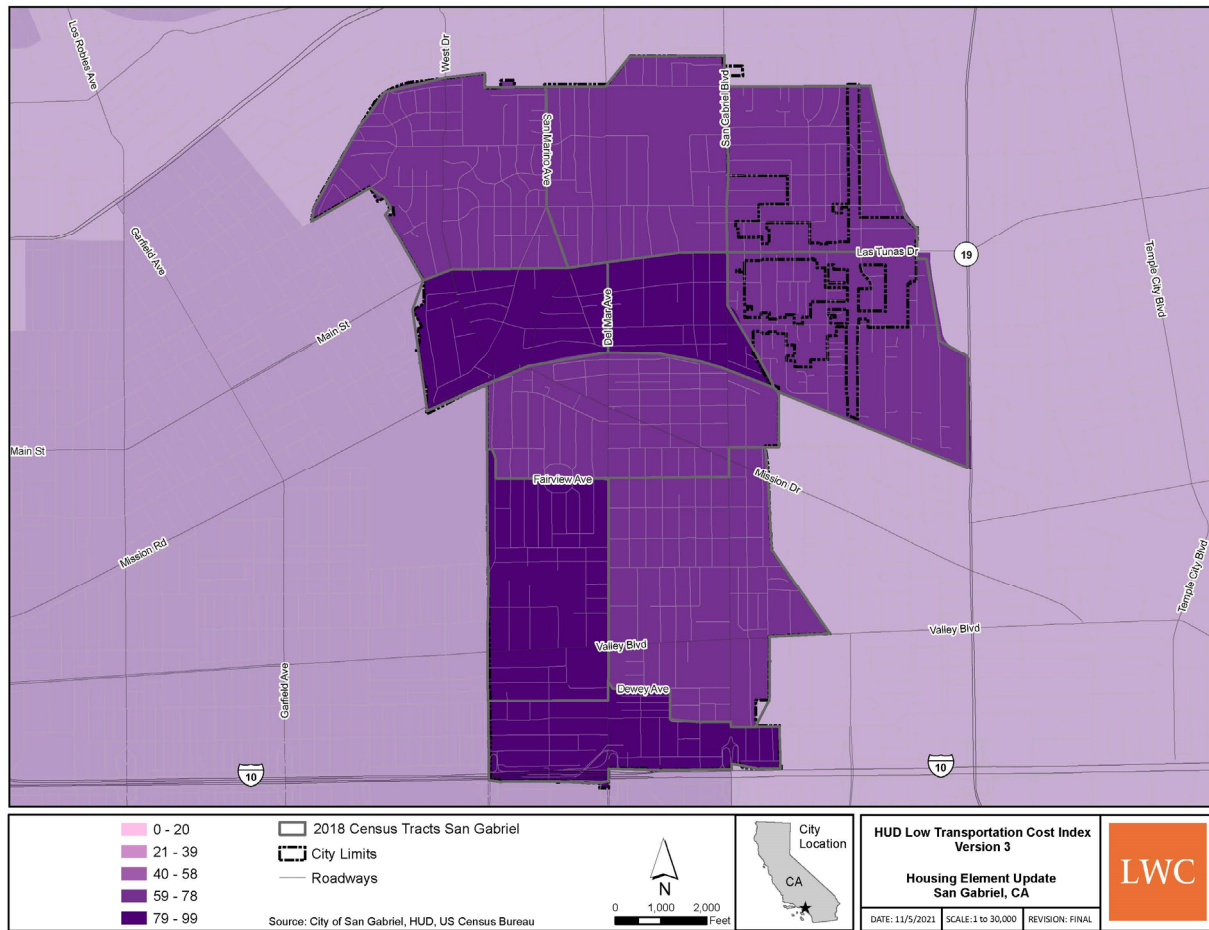 Los Robles Ave
West Dr
San Marino Ave
San Gabriel Blvd
Garfield Ave
Las Tunas Dr
19
Temple City Blvd
Main St
Del Mar Ave
Main St
Fairview Ave
Mission Dr
Mission Rd
Temple City Blvd
Valley Blvd
Valley Blvd
Dewey Ave
Garfield Ave
10
10
0 - 20
21 - 39
40 - 58
59 - 78
79 - 99
2018 Census Tracts San Gabriel
City Limits
Roadways
Source: City of San Gabriel, HUD, US Census Bureau
N
0 1,000 2,000
Feet
City
Location
CA
HUD Low Transportation Cost Index
Version 3
Housing Element Update
San Gabriel, CA
DATE: 11/5/2021
SCALE: 1 to 30,000
REVISION: FINAL
LWC